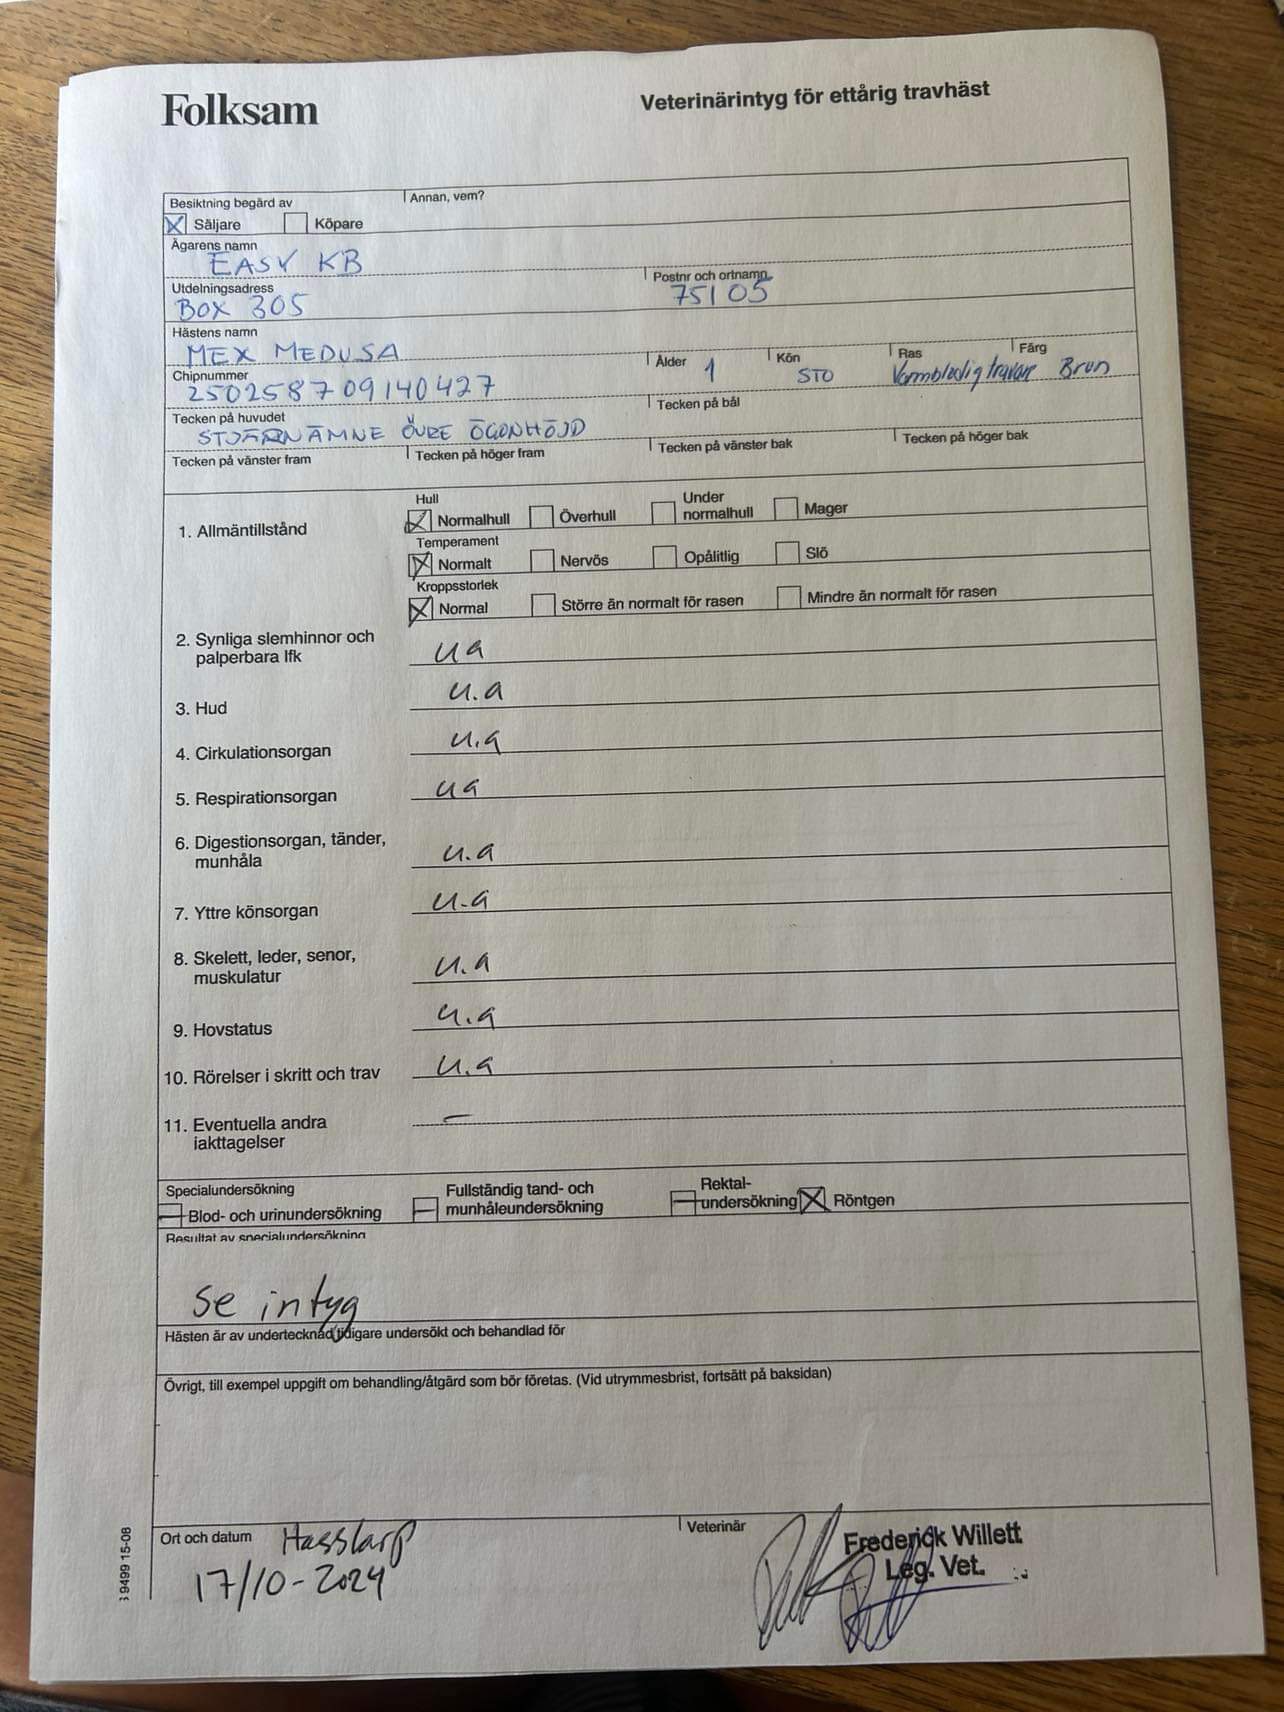 Folksam
Veterinärintyg för ettårig travhäst
Besiktning begärd av
Annan, vem?
Säljare Köpare
Ägarens namn
EASY KB
Utdelningsadress Postnr och ortnamn
BOX 305 75105
Hästens namn
MEX MEDUSA
Ålder Kön Ras Färg
1 STO Varmblodig travare Brun
Chipnummer
250258709140427
Tecken på huvudet Tecken på bål
STJÄRNÄMNE ÖVRE ÖGONHÖJD
Tecken på vänster fram Tecken på höger fram Tecken på vänster bak Tecken på höger bak
1. Allmäntillstånd
Hull
Normalhull Överhull Under normalhull Mager
Temperament
Normalt Nervös Opålitlig Slö
Kroppsstorlek
Normal Större än normalt för rasen Mindre än normalt för rasen
2. Synliga slemhinnor och
palperbara lfk
ua
3. Hud u.a
4. Cirkulationsorgan u.a
5. Respirationsorgan ua
6. Digestionsorgan, tänder,
munhåla
u.a
7. Yttre könsorgan u.a
8. Skelett, leder, senor,
muskulatur
u.a
9. Hovstatus u.a
10. Rörelser i skritt och trav u.a
11. Eventuella andra
iakttagelser
–
Specialundersökning
Blod- och urinundersökning
Fullständig tand- och
munhåleundersökning
Rektal-
undersökning
Röntgen
Resultat av specialundersökning
se intyg
Hästen är av undertecknad tidigare undersökt och behandlad för
Övrigt, till exempel uppgift om behandling/åtgärd som bör företas. (Vid utrymmesbrist, fortsätt på baksidan)
Ort och datum Hasslarp
17/10-2024
Veterinär
Frederick Willett
Leg. Vet.
S 9499 15-08